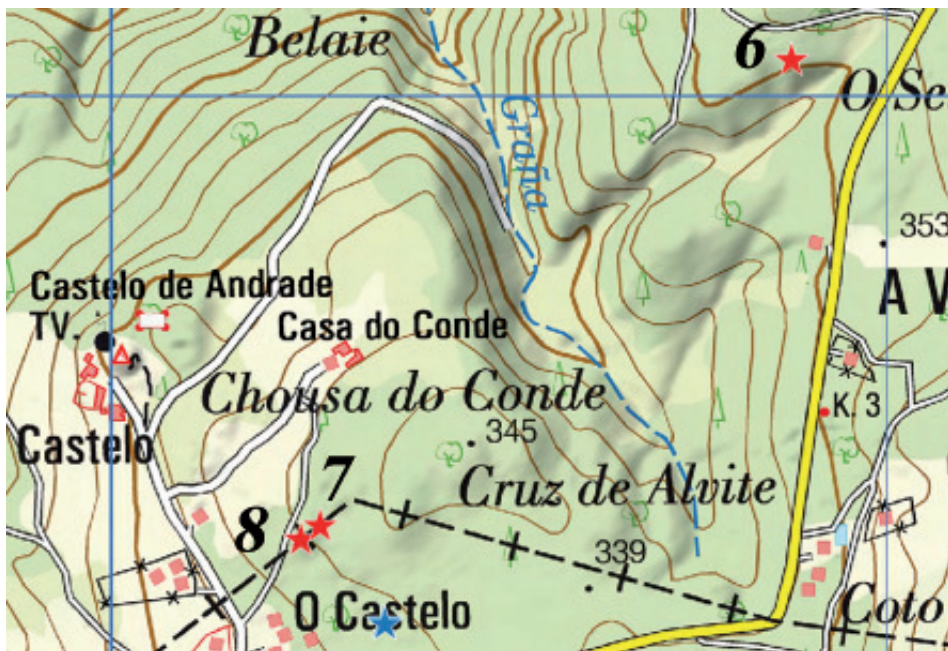 Belaie
6
O Se
Graña
353
Castelo de Andrade
TV.
A V
Casa do Conde
Chousa do Conde
K. 3
345
Castelo
7
Cruz de Alvite
8
339
O Castelo
Coto